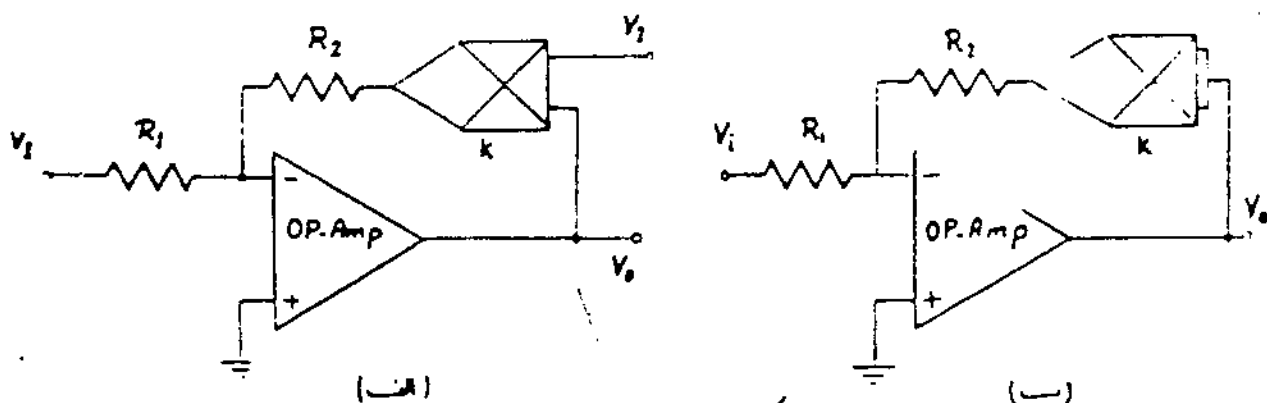 R₂
V₂
V₁
R₁
k
-
OP-Amp
+
V₀
(الف)
R₂
Vᵢ
R₁
k
-
OP-Amp
+
V₀
(ب)